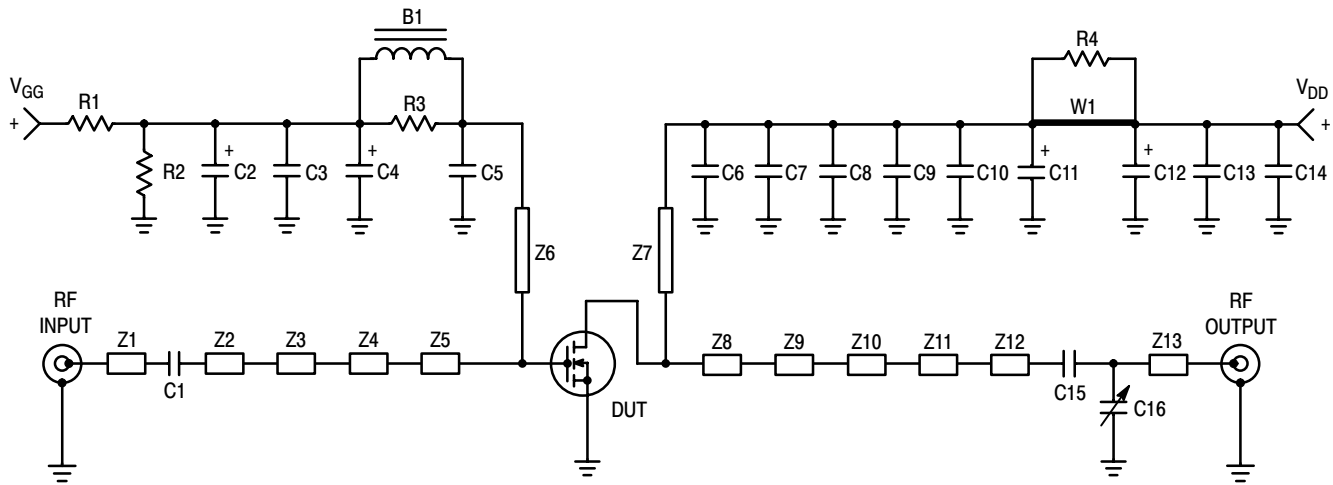 B1
R4
VGG
+
R1
R3
W1
VDD
+
R2
+
C2
C3
+
C4
C5
C6
C7
C8
C9
C10
+
C11
+
C12
C13
C14
Z6
Z7
RF
INPUT
Z1
C1
Z2
Z3
Z4
Z5
DUT
Z8
Z9
Z10
Z11
Z12
C15
C16
Z13
RF
OUTPUT